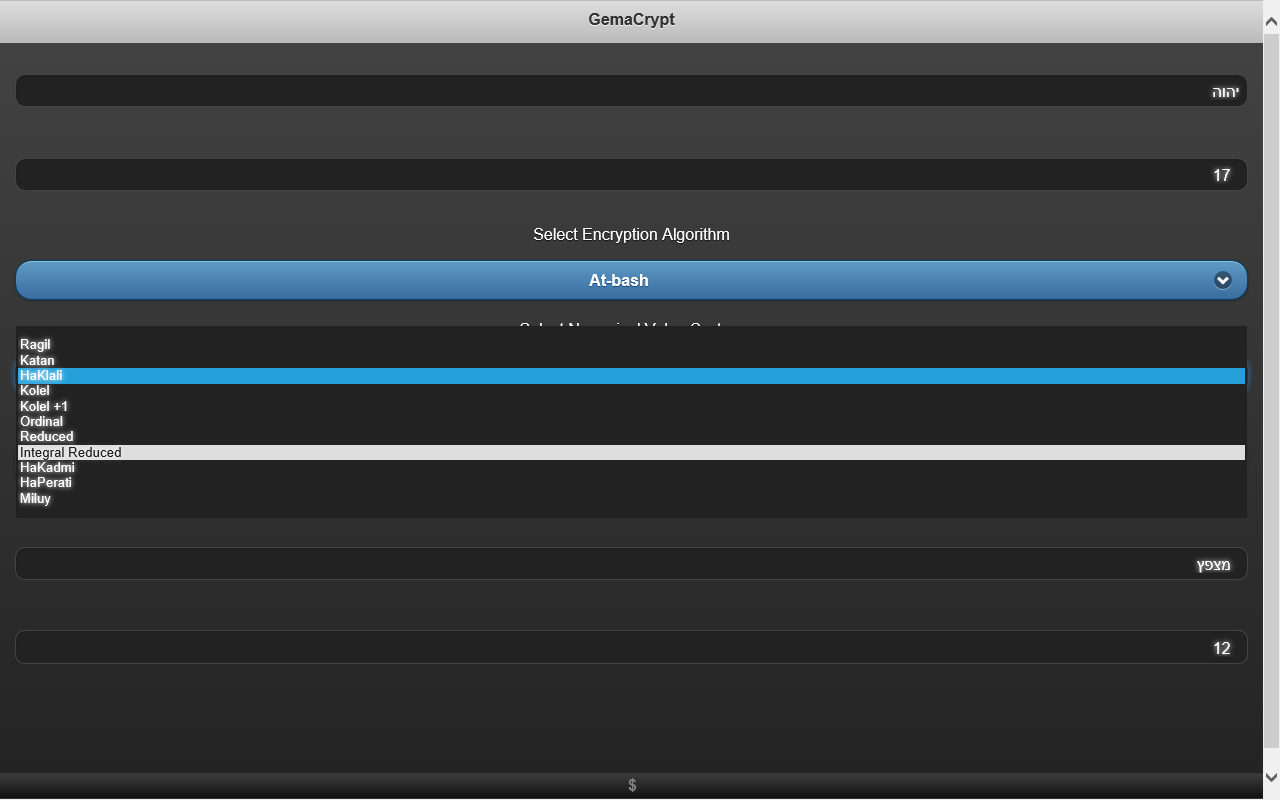 GemaCrypt
יהוה
17
Select Encryption Algorithm
At-bash
Ragil
Katan
HaKlali
Kolel
Kolel +1
Ordinal
Reduced
Integral Reduced
HaKadmi
HaPerati
Miluy
מצפץ
12
$